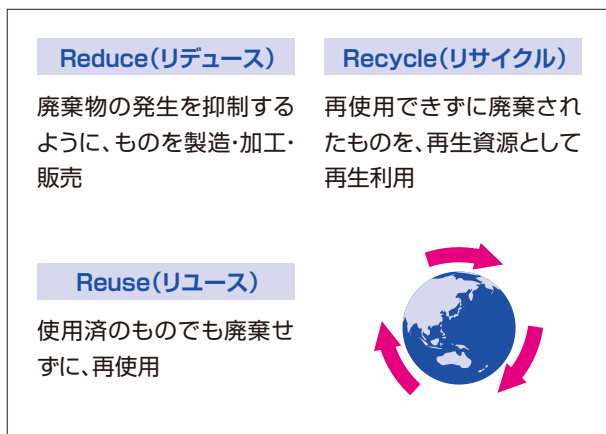 Reduce(リデュース)
廃棄物の発生を抑制する
ように、ものを製造・加工・
販売
Recycle(リサイクル)
再使用できずに廃棄され
たものを、再生資源として
再生利用
Reuse(リユース)
使用済のものでも廃棄せ
ずに、再使用